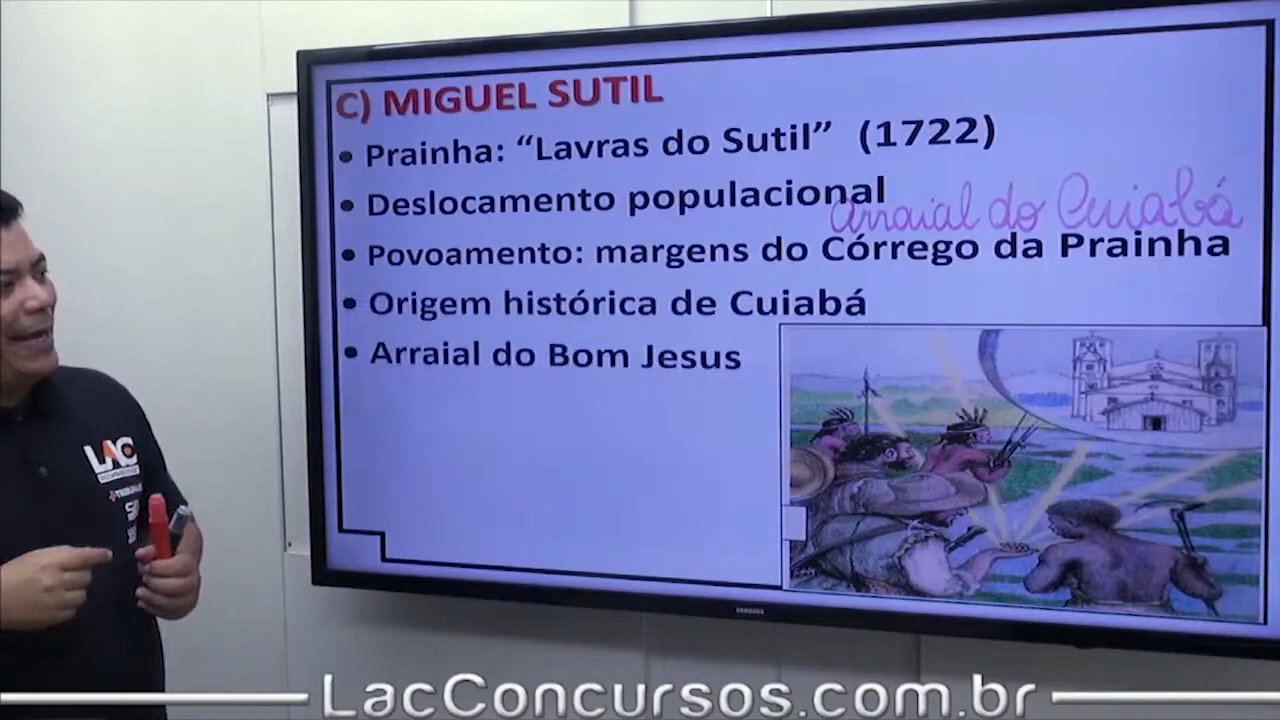 C) MIGUEL SUTIL
• Prainha: “Lavras do Sutil” (1722)
• Deslocamento populacional
Arraial do Cuiabá
• Povoamento: margens do Córrego da Prainha
• Origem histórica de Cuiabá
• Arraial do Bom Jesus
LAC
SAMSUNG
LacConcursos.com.br